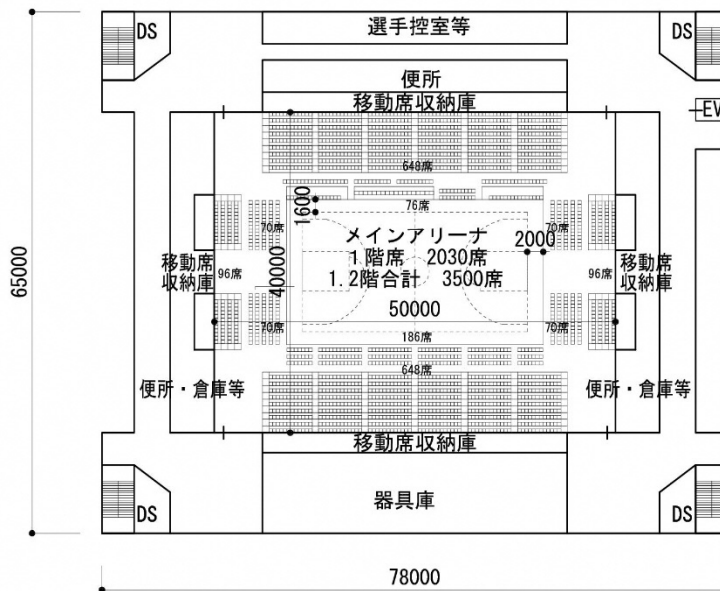 DS
選手控室等
DS
便所
移動席収納庫
EV
648席
76席
1600
70席
メインアリーナ
2000
70席
1階席 2030席
1.2階合計 3500席
移動席
収納庫
96席
40000
96席
移動席
収納庫
65000
50000
70席
186席
70席
648席
便所・倉庫等
便所・倉庫等
移動席収納庫
器具庫
DS
DS
78000